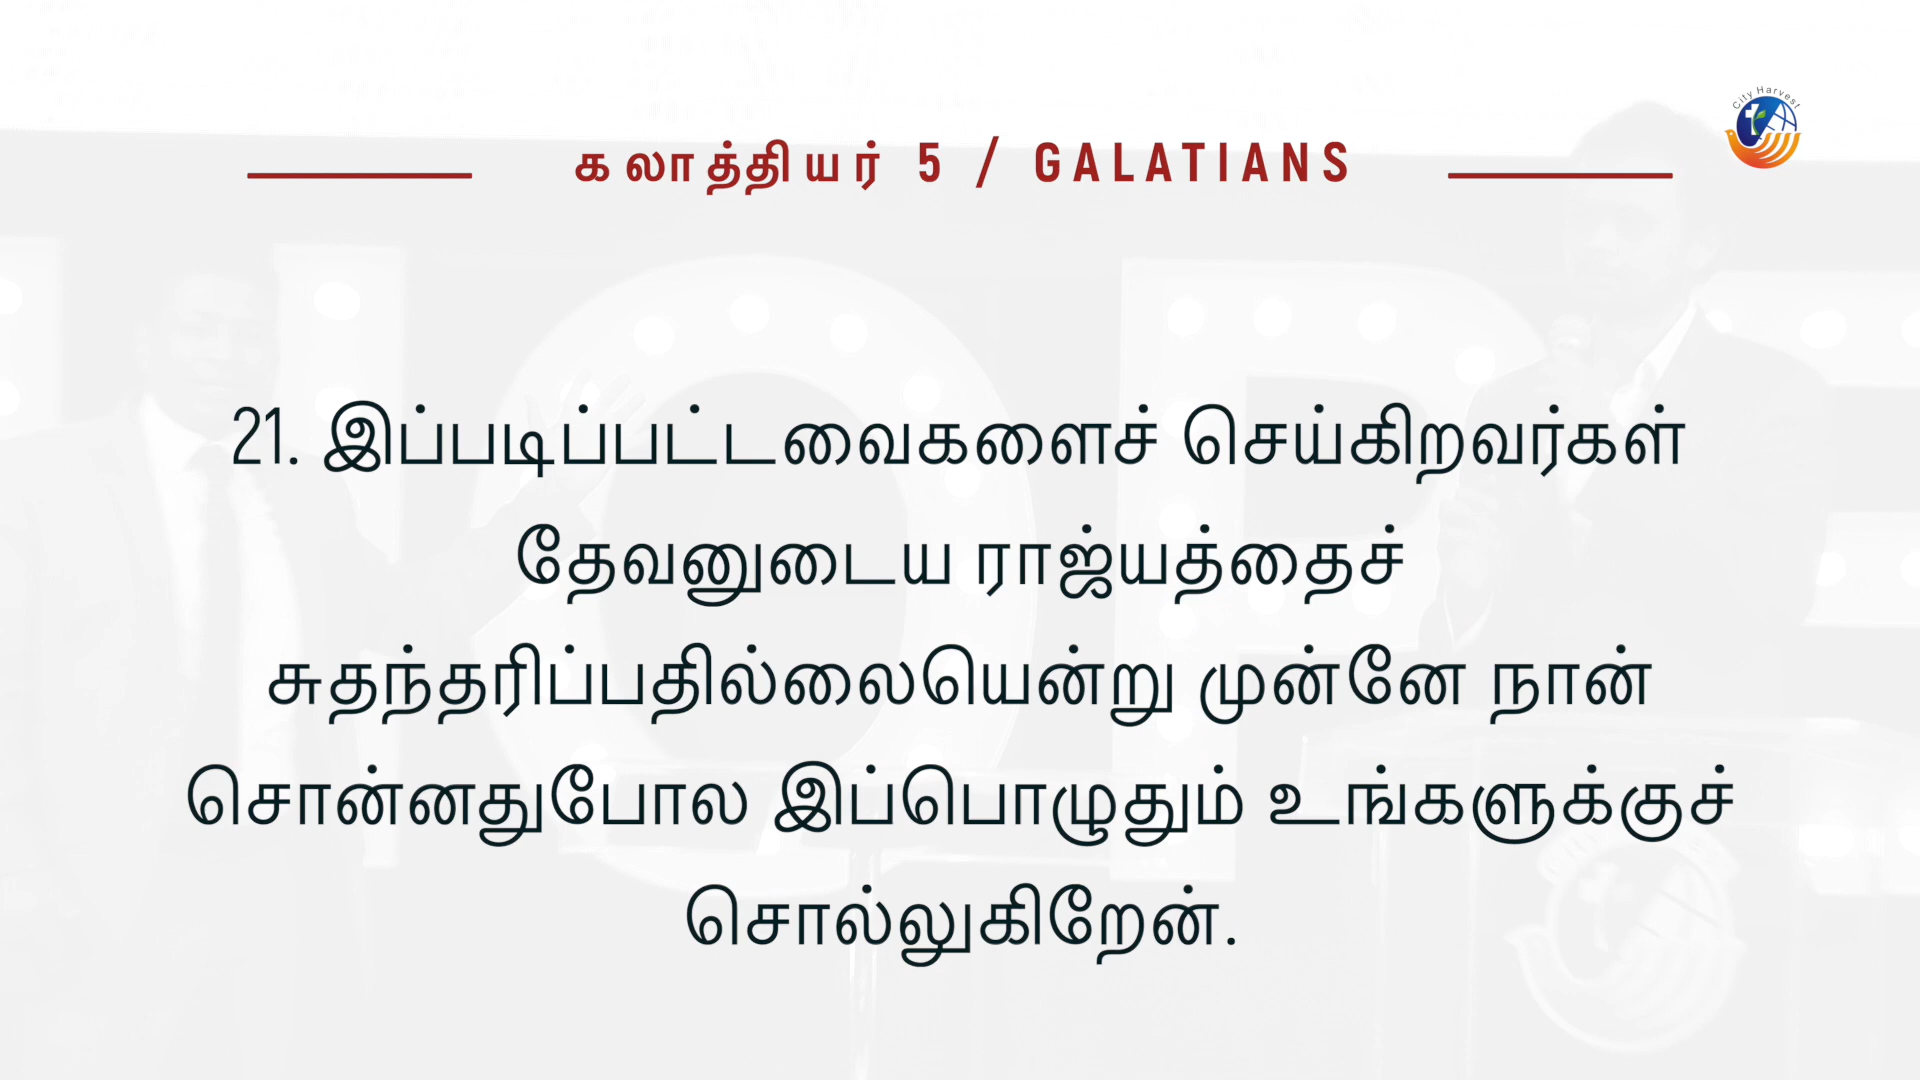 City Harvest
கலாத்தியர் 5 / GALATIANS
21. இப்படிப்பட்டவைகளைச் செய்கிறவர்கள்
தேவனுடைய ராஜ்யத்தைச்
சுதந்தரிப்பதில்லையென்று முன்னே நான்
சொன்னதுபோல இப்பொழுதும் உங்களுக்குச்
சொல்லுகிறேன்.